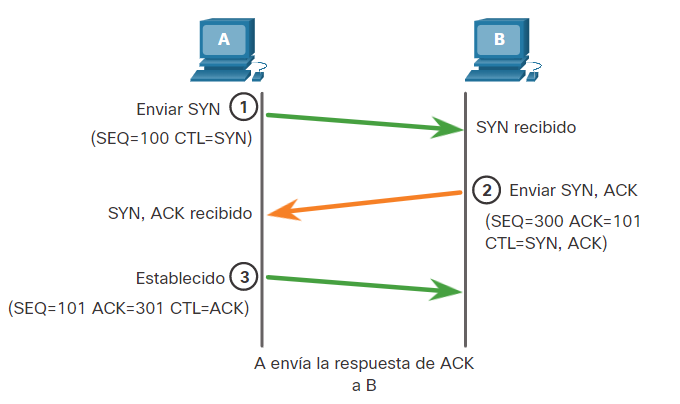 A
B
Enviar SYN 1
(SEQ=100 CTL=SYN)
SYN recibido
2 Enviar SYN, ACK
SYN, ACK recibido
(SEQ=300 ACK=101
CTL=SYN, ACK)
Establecido 3
(SEQ=101 ACK=301 CTL=ACK)
A envía la respuesta de ACK
a B